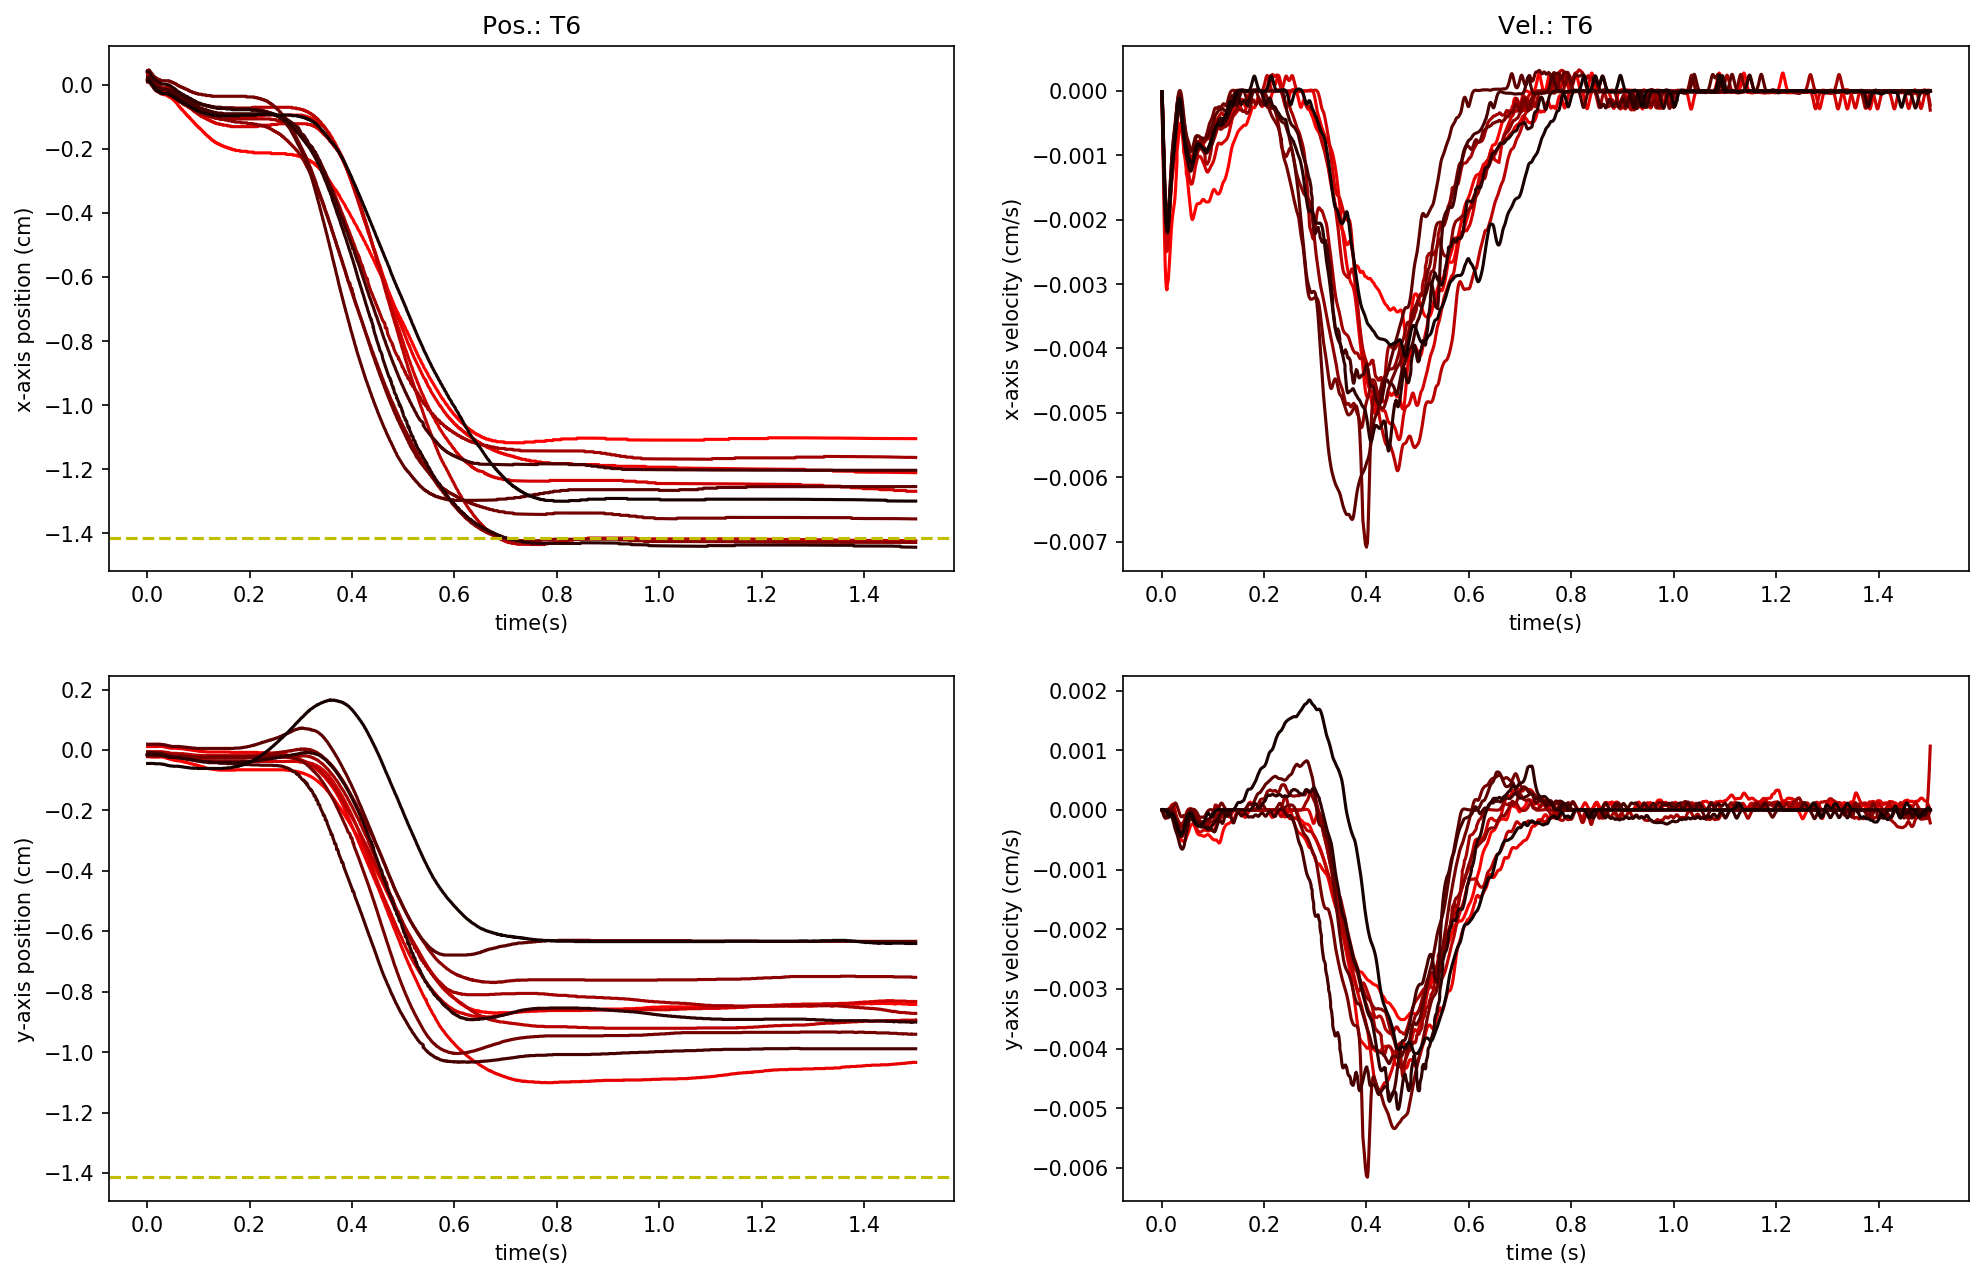 Pos.: T6
Vel.: T6
0.0
−0.2
−0.4
−0.6
−0.8
−1.0
−1.2
−1.4
x-axis position (cm)
0.0 0.2 0.4 0.6 0.8 1.0 1.2 1.4
time(s)
0.000
−0.001
−0.002
−0.003
−0.004
−0.005
−0.006
−0.007
x-axis velocity (cm/s)
0.0 0.2 0.4 0.6 0.8 1.0 1.2 1.4
time(s)
0.2
0.0
−0.2
−0.4
−0.6
−0.8
−1.0
−1.2
−1.4
y-axis position (cm)
0.0 0.2 0.4 0.6 0.8 1.0 1.2 1.4
time(s)
0.002
0.001
0.000
−0.001
−0.002
−0.003
−0.004
−0.005
−0.006
y-axis velocity (cm/s)
0.0 0.2 0.4 0.6 0.8 1.0 1.2 1.4
time (s)